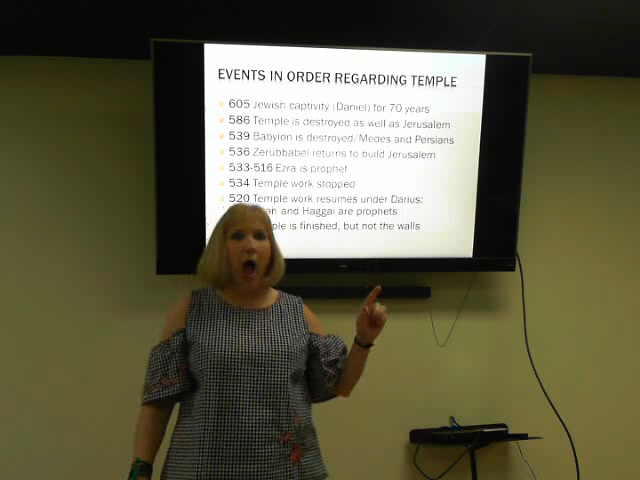 EVENTS IN ORDER REGARDING TEMPLE
605 Jewish captivity (Daniel) for 70 years
586 Temple is destroyed as well as Jerusalem
539 Babylon is destroyed/Medes and Persians
536 Zerubbabel returns to build Jerusalem
533-516 Ezra is prophet
534 Temple work stopped
520 Temple work resumes under Darius:
ah and Haggai are prophets
ple is finished, but not the walls